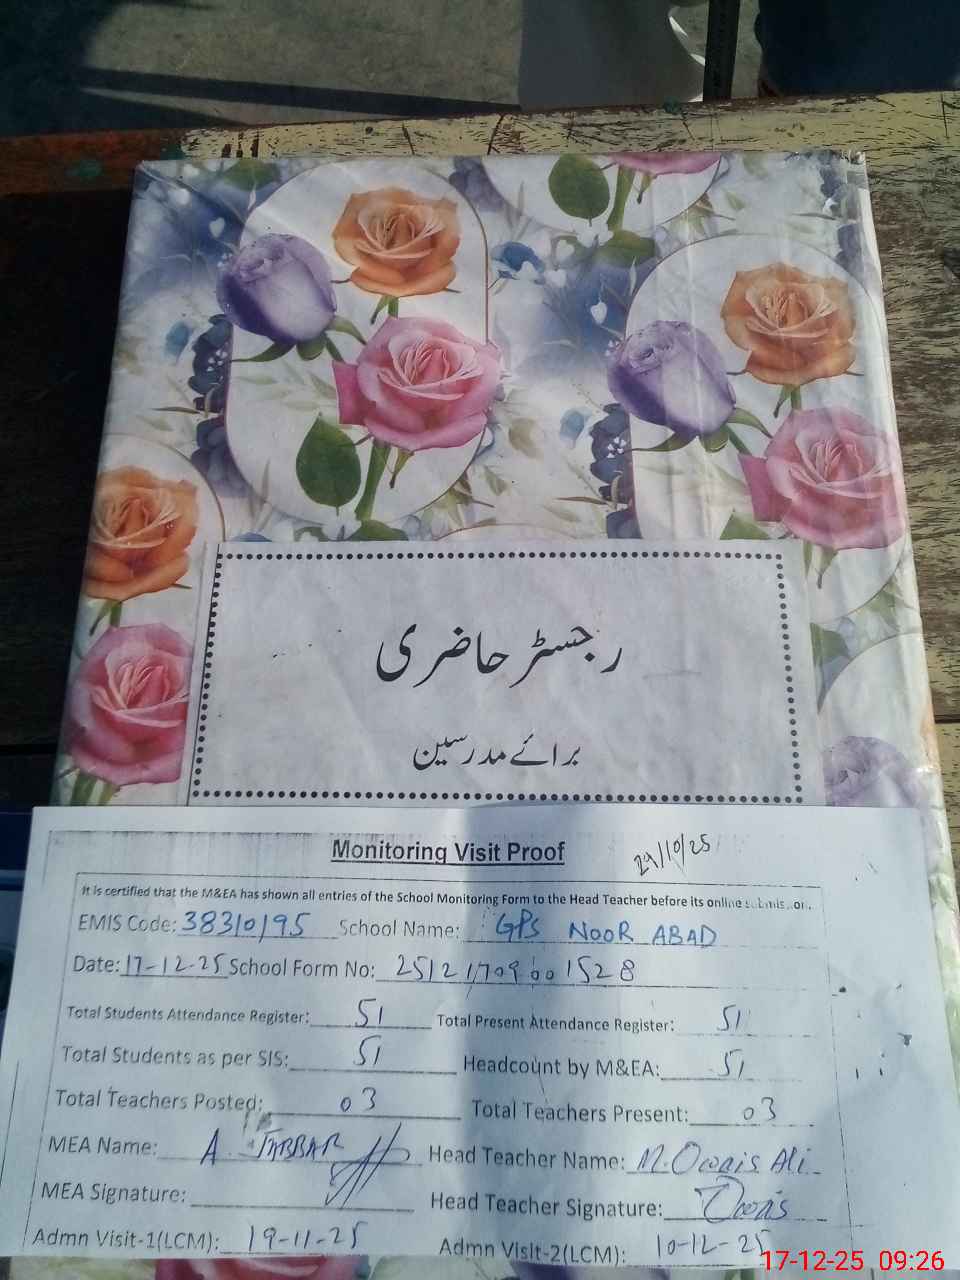 رجسٹر حاضری
برائے مدرسین
Monitoring Visit Proof 29/10/25
It is certified that the M&EA has shown all entries of the School Monitoring Form to the Head Teacher before its online submis..on.
EMIS Code: 38310195 School Name: GPS NOOR ABAD
Date: 17-12-25 School Form No: 25121709001528
Total Students Attendance Register: 51 Total Present Attendance Register: 51
Total Students as per SIS: 51 Headcount by M&EA: 51
Total Teachers Posted: 03 Total Teachers Present: 03
MEA Name: A. JABBAR Head Teacher Name: M. Owais Ali
MEA Signature: Head Teacher Signature: Owais
Admn Visit-1(LCM): 19-11-25 Admn Visit-2(LCM): 10-12-25
17-12-25 09:26